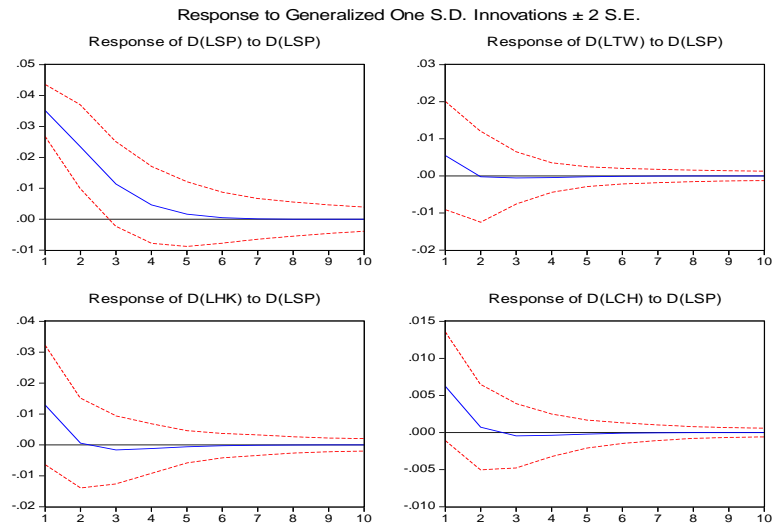 Response to Generalized One S.D. Innovations ± 2 S.E.
Response of D(LSP) to D(LSP)
.05
.04
.03
.02
.01
.00
-.01
1 2 3 4 5 6 7 8 9 10
Response of D(LTW) to D(LSP)
.03
.02
.01
.00
-.01
-.02
1 2 3 4 5 6 7 8 9 10
Response of D(LHK) to D(LSP)
.04
.03
.02
.01
.00
-.01
-.02
1 2 3 4 5 6 7 8 9 10
Response of D(LCH) to D(LSP)
.015
.010
.005
.000
-.005
-.010
1 2 3 4 5 6 7 8 9 10